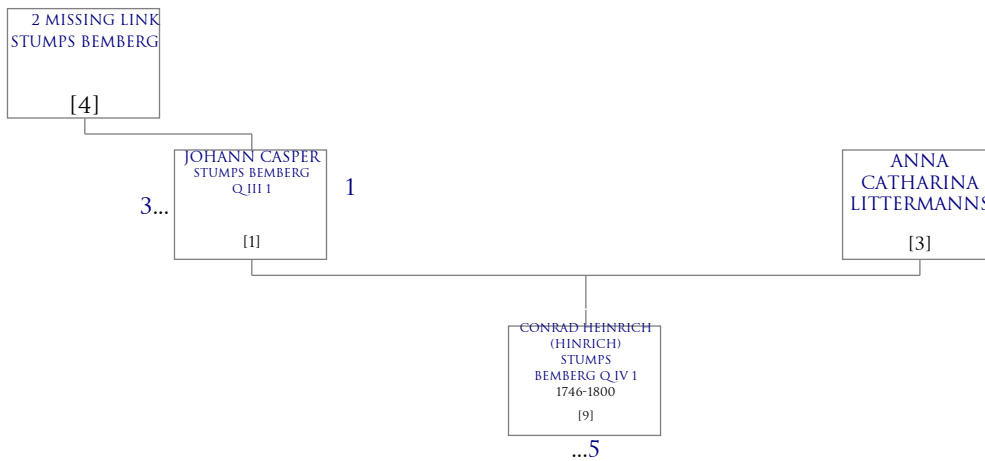 2 MISSING LINK
STUMPS BEMBERG
[4]
JOHANN CASPER
STUMPS BEMBERG
Q III 1
[1]
3...
1
ANNA
CATHARINA
LITTERMANNS
[3]
CONRAD HEINRICH
(HINRICH)
STUMPS
BEMBERG Q IV 1
1746-1800
[9]
...5